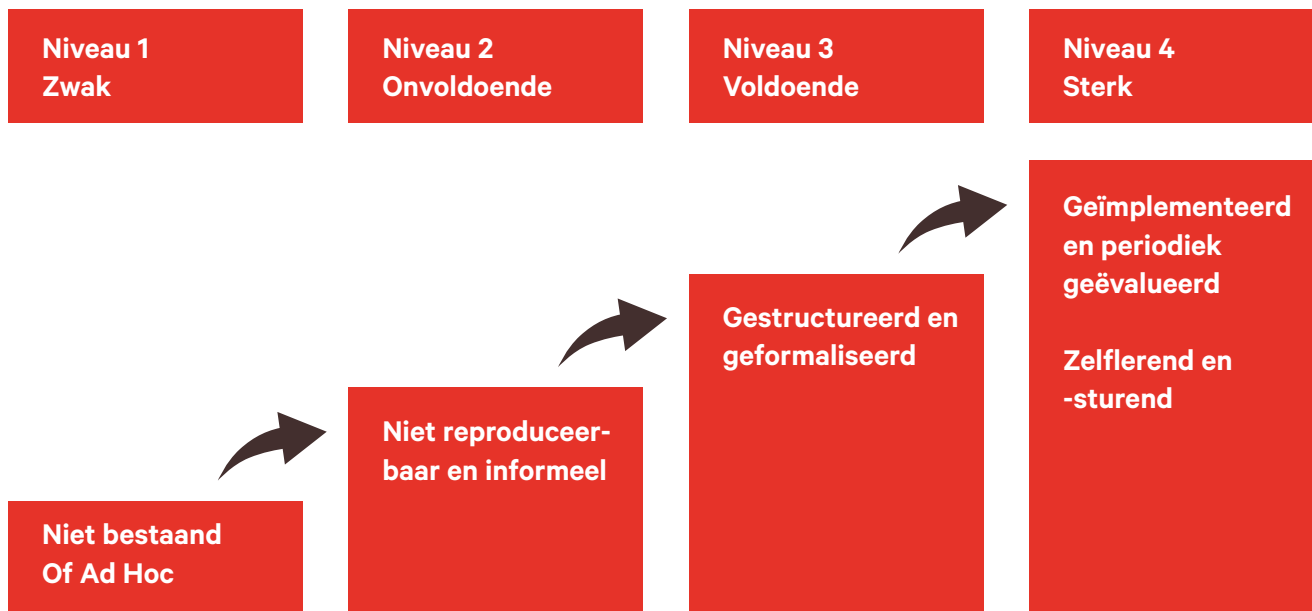 Niveau 1
Zwak
Niveau 2
Onvoldoende
Niveau 3
Voldoende
Niveau 4
Sterk
Niet bestaand
Of Ad Hoc
Niet reproduceer-
baar en informeel
Gestructureerd en
geformaliseerd
Geïmplementeerd
en periodiek
geëvalueerd
Zelflerend en
-sturend